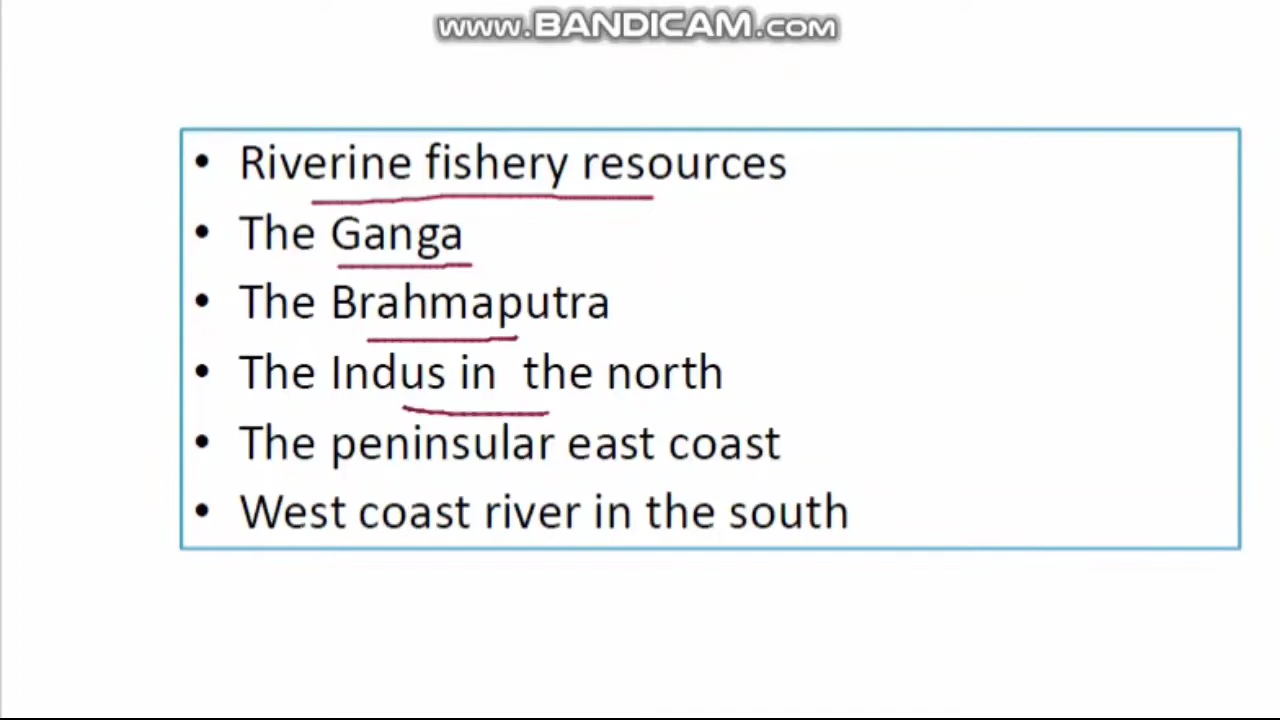 www.BANDICAM.com
• Riverine fishery resources
• The Ganga
• The Brahmaputra
• The Indus in  the north
• The peninsular east coast
• West coast river in the south